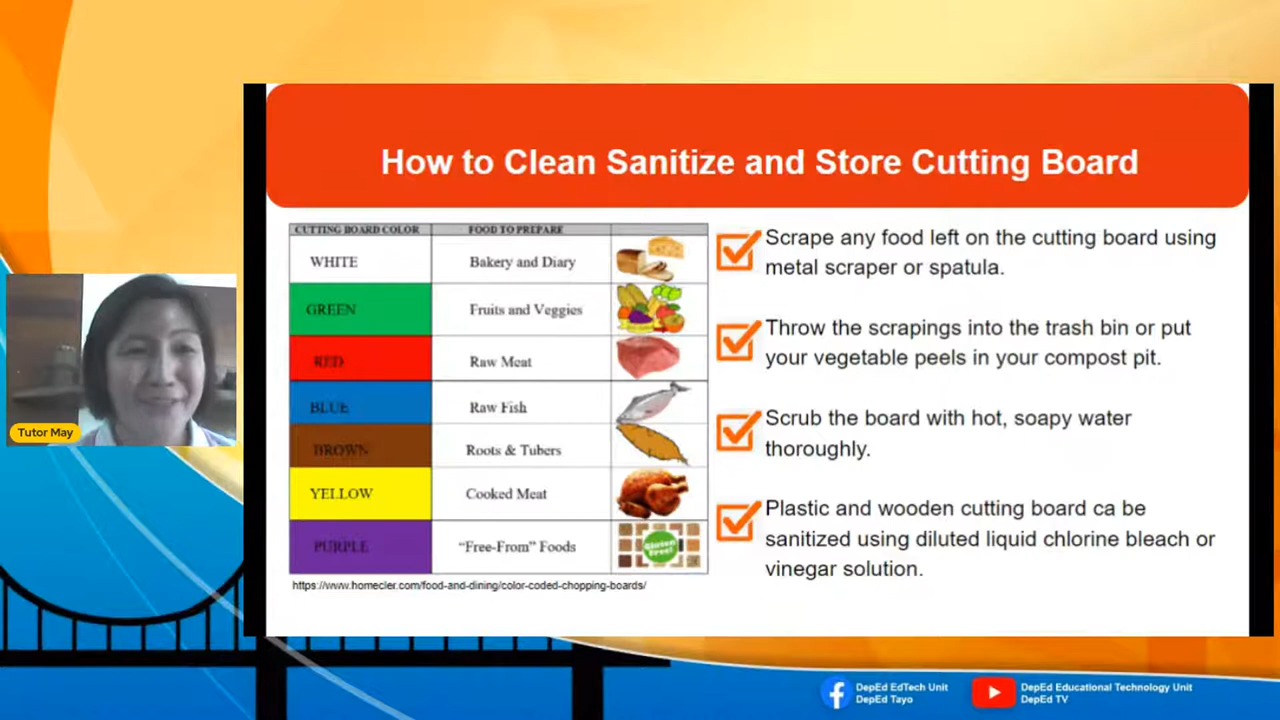 How to Clean Sanitize and Store Cutting Board
CUTTING BOARD COLOR FOOD TO PREPARE
WHITE Bakery and Diary
GREEN Fruits and Veggies
RED Raw Meat
BLUE Raw Fish
BROWN Roots & Tubers
YELLOW Cooked Meat
PURPLE “Free-From” Foods
Gluten
Free!
https://www.homecler.com/food-and-dining/color-coded-chopping-boards/
Scrape any food left on the cutting board using
metal scraper or spatula.
Throw the scrapings into the trash bin or put
your vegetable peels in your compost pit.
Scrub the board with hot, soapy water
thoroughly.
Plastic and wooden cutting board ca be
sanitized using diluted liquid chlorine bleach or
vinegar solution.
Tutor May
DepEd EdTech Unit
DepEd Tayo
DepEd Educational Technology Unit
DepEd TV